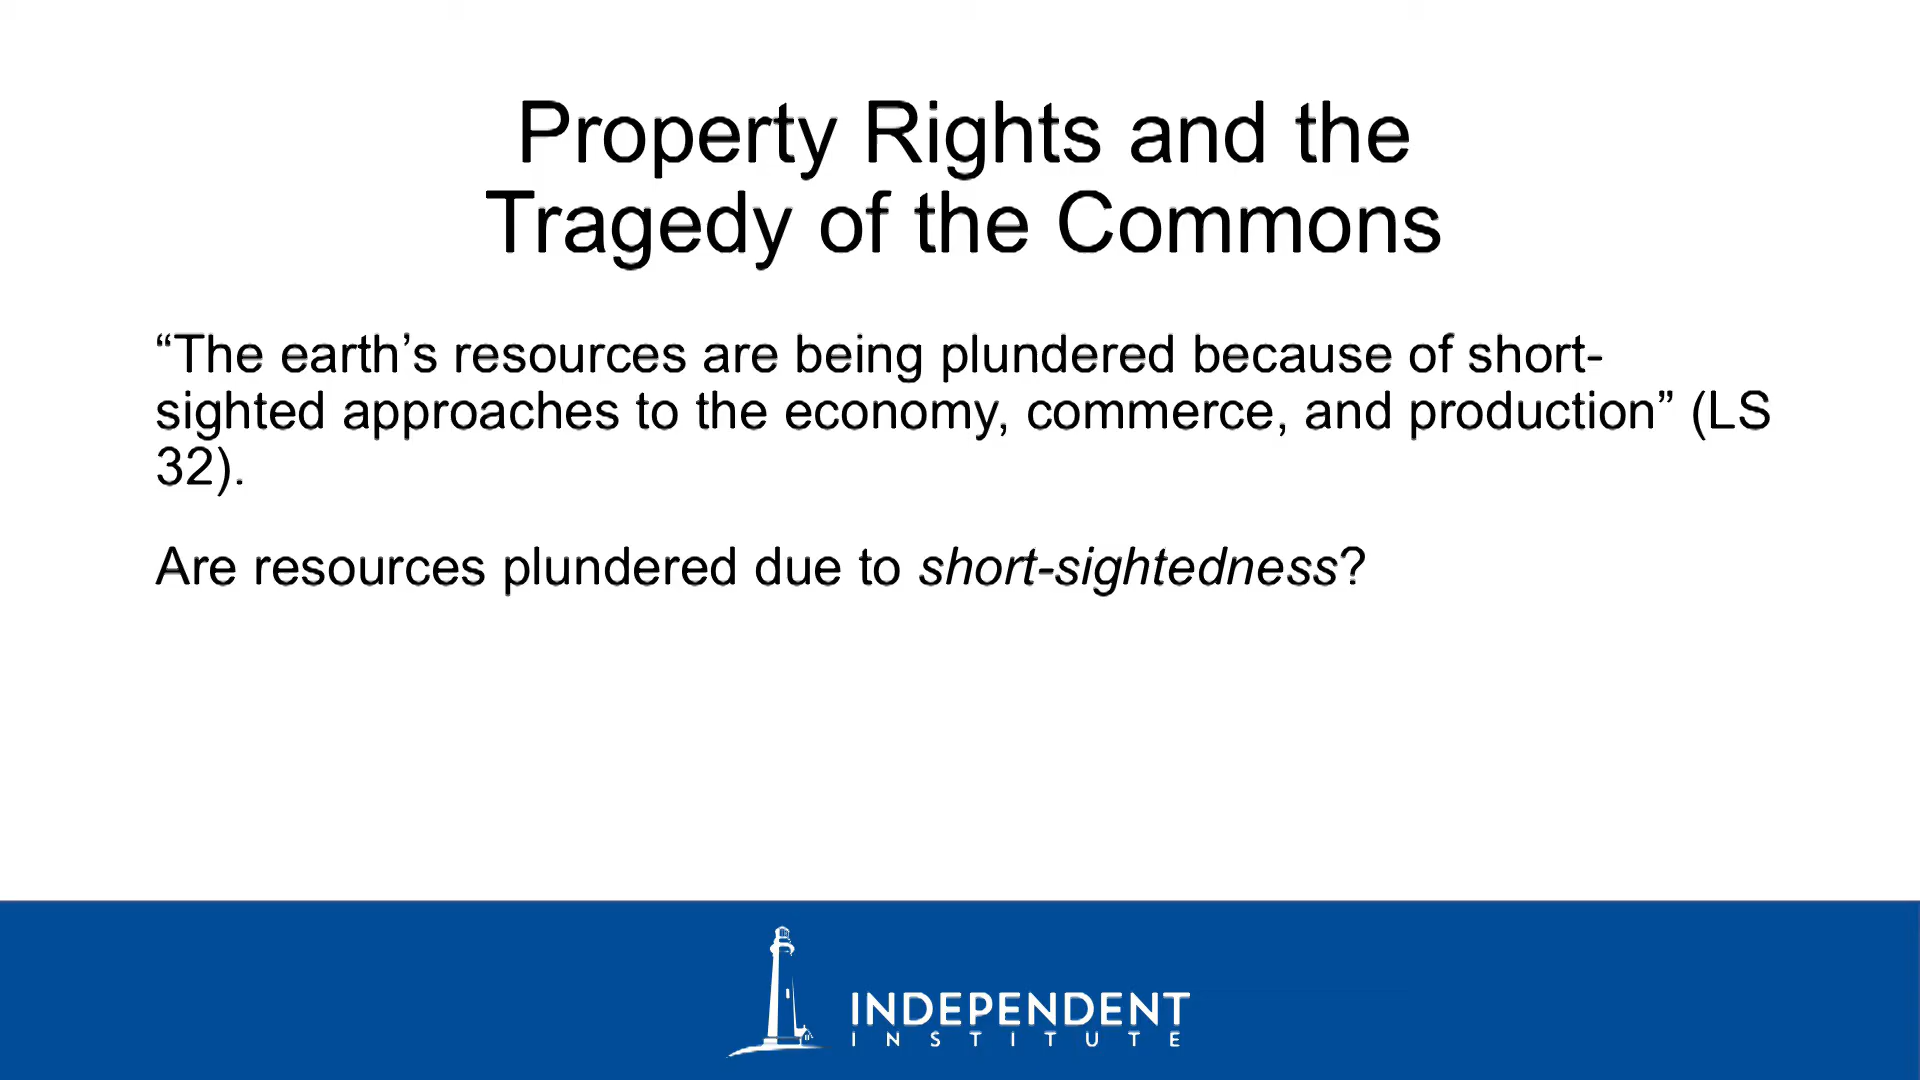 Property Rights and the
Tragedy of the Commons
“The earth’s resources are being plundered because of short-
sighted approaches to the economy, commerce, and production” (LS
32).
Are resources plundered due to short-sightedness?
INDEPENDENT
INSTITUTE